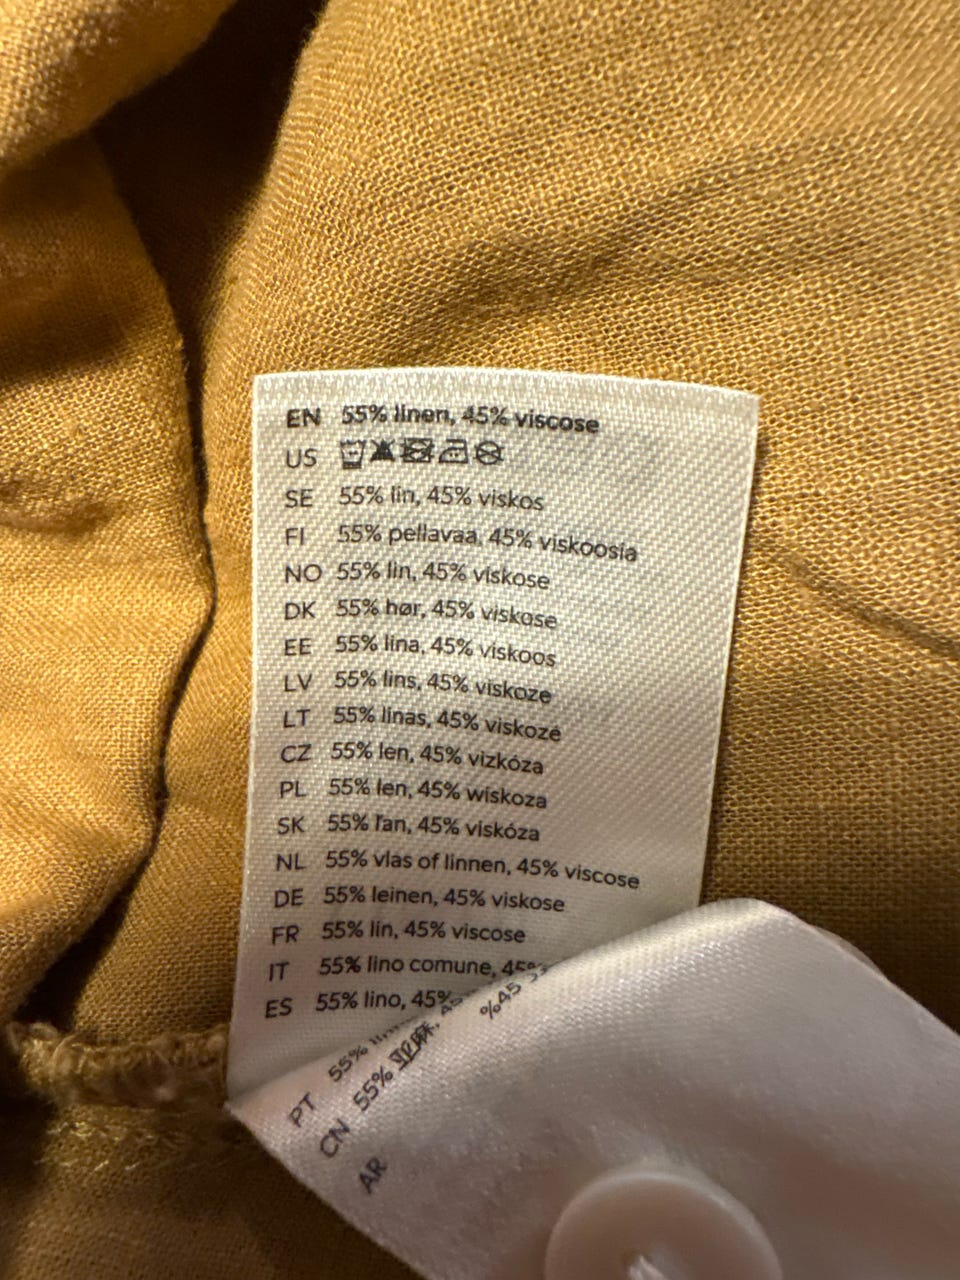 EN 55% linen, 45% viscose
US
SE 55% lin, 45% viskos
FI 55% pellavaa, 45% viskoosia
NO 55% lin, 45% viskose
DK 55% hør, 45% viskose
EE 55% lina, 45% viskoos
LV 55% lins, 45% viskoze
LT 55% linas, 45% viskozė
CZ 55% len, 45% vizkóza
PL 55% len, 45% wiskoza
SK 55% ľan, 45% viskóza
NL 55% vlas of linnen, 45% viscose
DE 55% leinen, 45% viskose
FR 55% lin, 45% viscose
IT 55% lino comune, 45%
ES 55% lino, 45%
PT 55%
CN 55% 亚麻,
AR %45